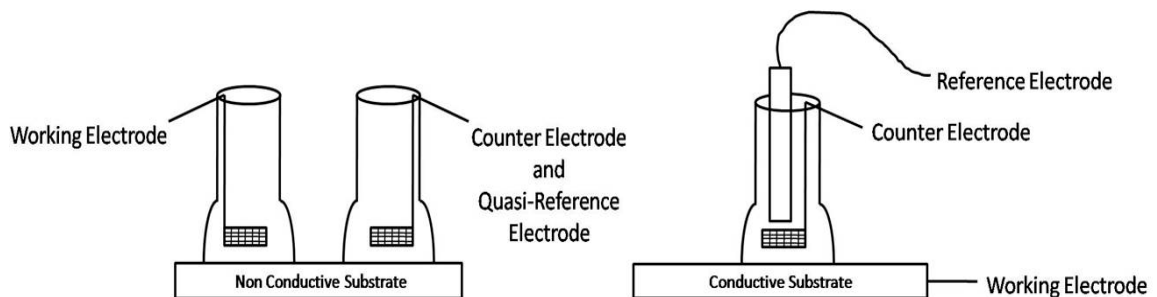 Working Electrode
Counter Electrode
and
Quasi-Reference
Electrode
Non Conductive Substrate
Reference Electrode
Counter Electrode
Conductive Substrate
Working Electrode